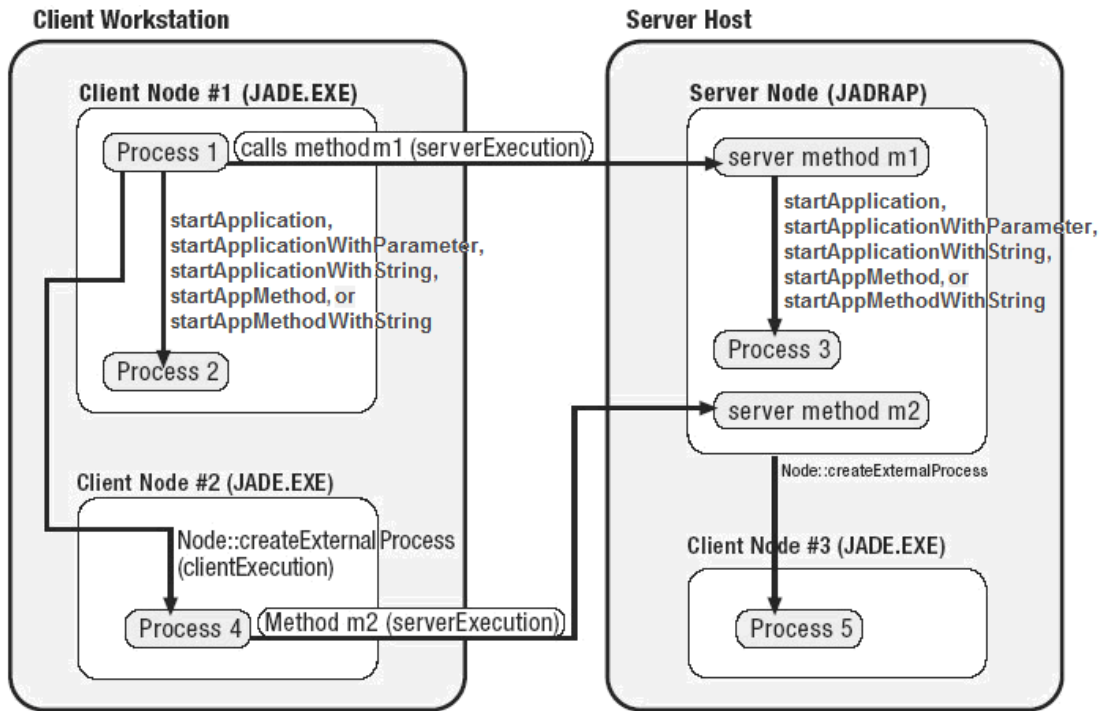 Client Workstation
Client Node #1 (JADE.EXE)
Process 1
calls method m1 (serverExecution)
startApplication,
startApplicationWithParameter,
startApplicationWithString,
startAppMethod, or
startAppMethodWithString
Process 2
Client Node #2 (JADE.EXE)
Node::createExternalProcess
(clientExecution)
Process 4
Method m2 (serverExecution)
Server Host
Server Node (JADRAP)
server method m1
startApplication,
startApplicationWithParameter,
startApplicationWithString,
startAppMethod, or
startAppMethodWithString
Process 3
server method m2
Node::createExternalProcess
Client Node #3 (JADE.EXE)
Process 5